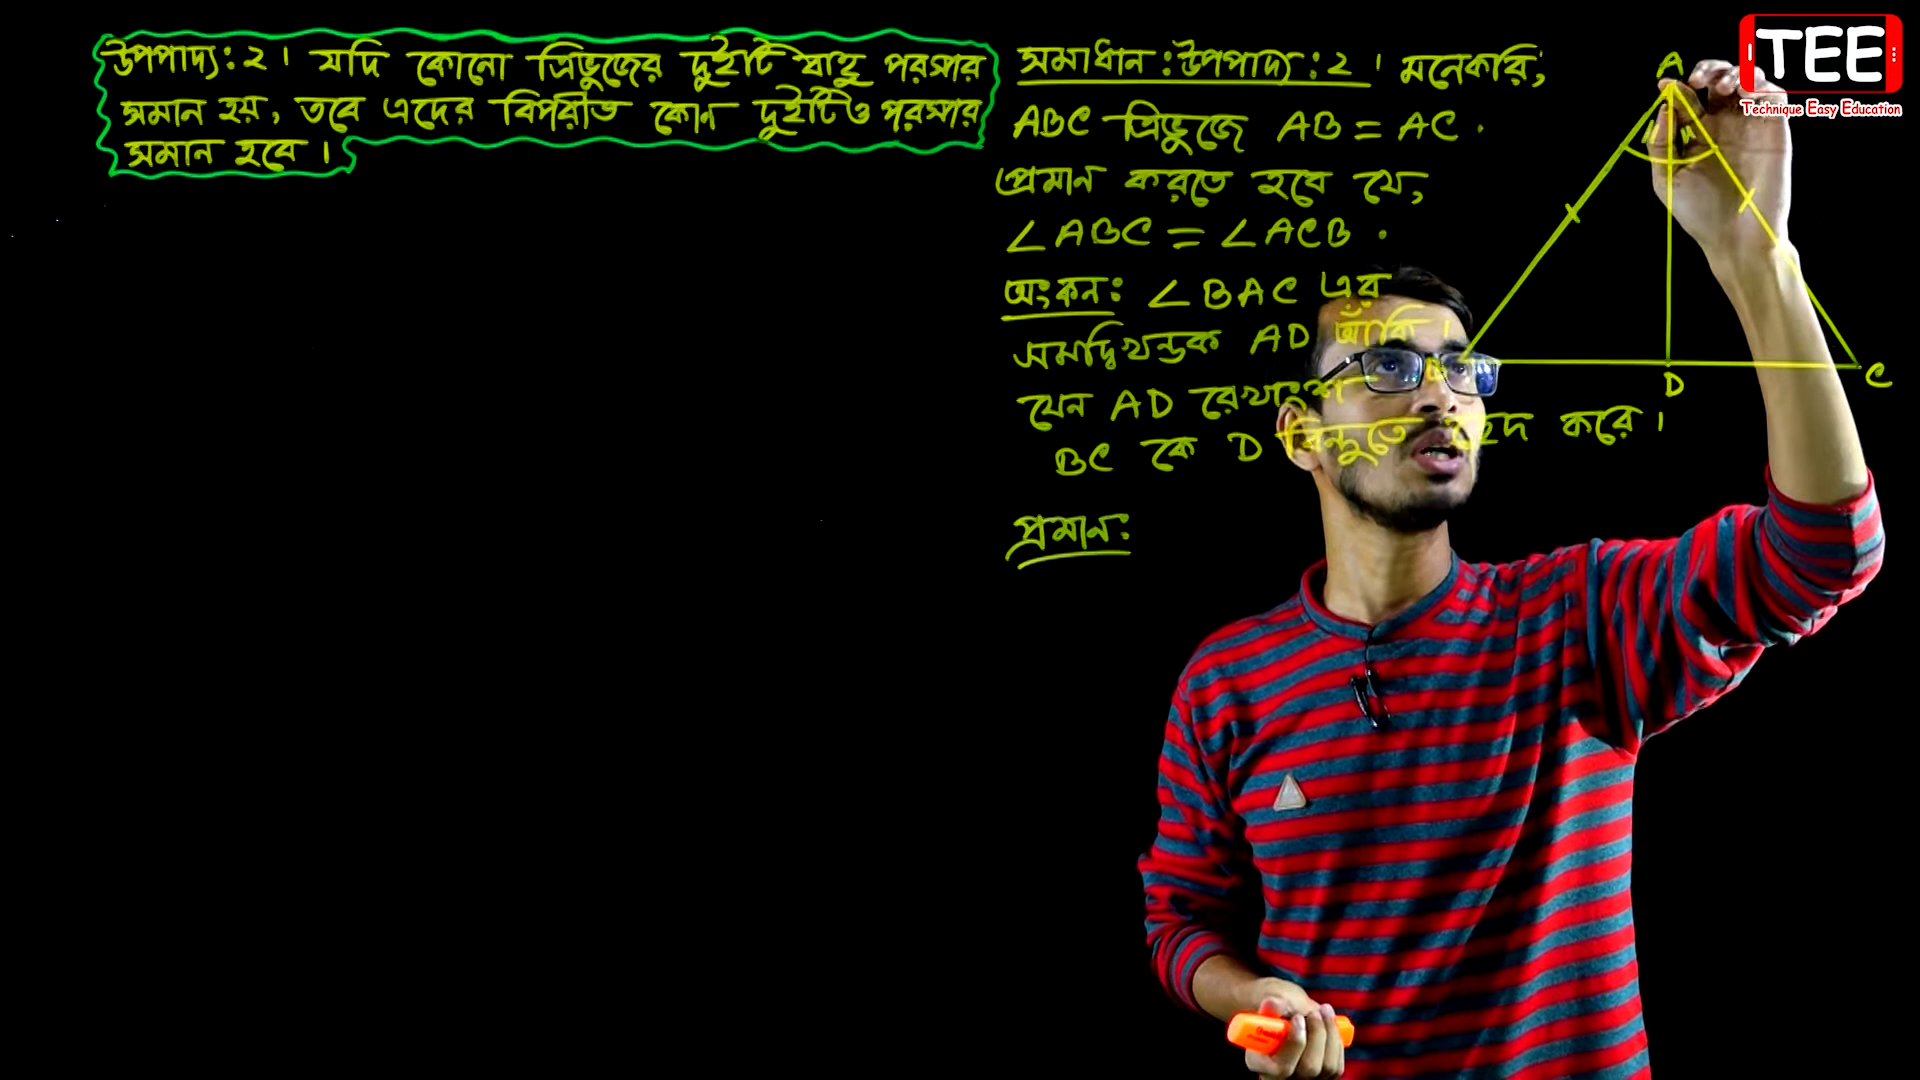 উপপাদ্য: ২। যদি কোনো ত্রিভুজের দুইটি বাহু পরস্পর
সমান হয়, তবে এদের বিপরীত কোন দুইটিও পরস্পর
সমান হবে।
সমাধান: উপপাদ্য: ২। মনেকরি,
ABC ত্রিভুজে AB = AC .
প্রমান করতে হবে যে,
∠ABC = ∠ACB .
অংকন: ∠BAC এর
সমদ্বিখন্ডক AD আঁকি।
যেন AD রেখাংশ
BC কে D বিন্দুতে ছেদ করে।
প্রমান:
A
B
D
C
TEE
Technique Easy Education